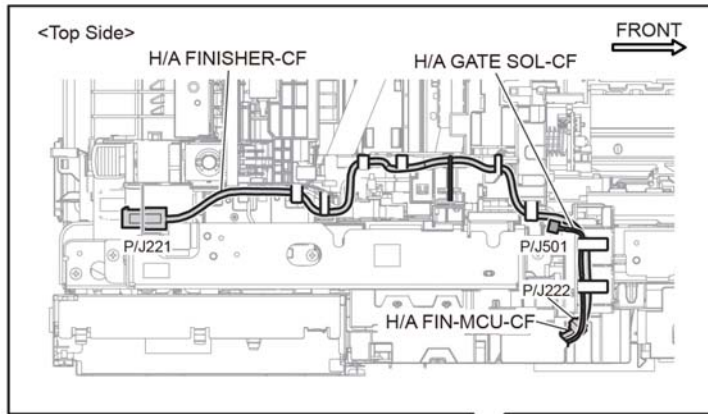 <Top Side>
FRONT
H/A FINISHER-CF
H/A GATE SOL-CF
P/J221
P/J501
P/J222
H/A FIN-MCU-CF